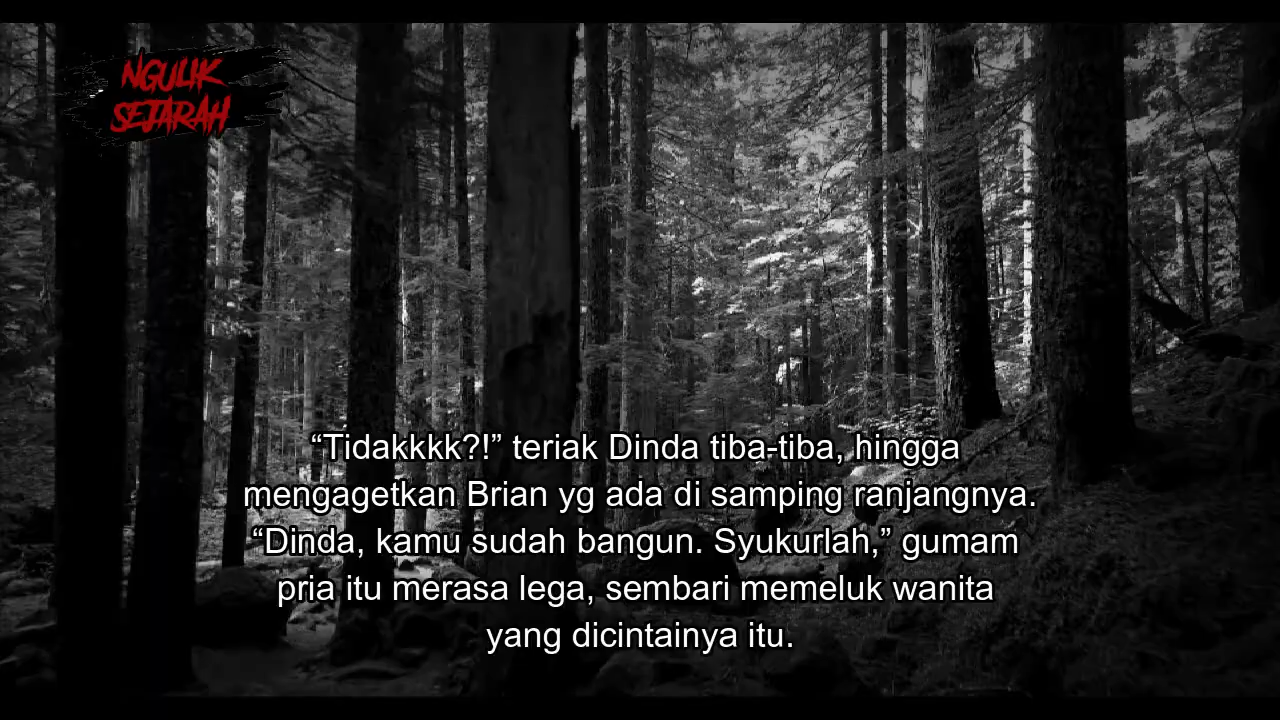 NGULIK
SEJARAH
“Tidakkkk?!” teriak Dinda tiba-tiba, hingga
mengagetkan Brian yg ada di samping ranjangnya.
“Dinda, kamu sudah bangun. Syukurlah,” gumam
pria itu merasa lega, sembari memeluk wanita
yang dicintainya itu.